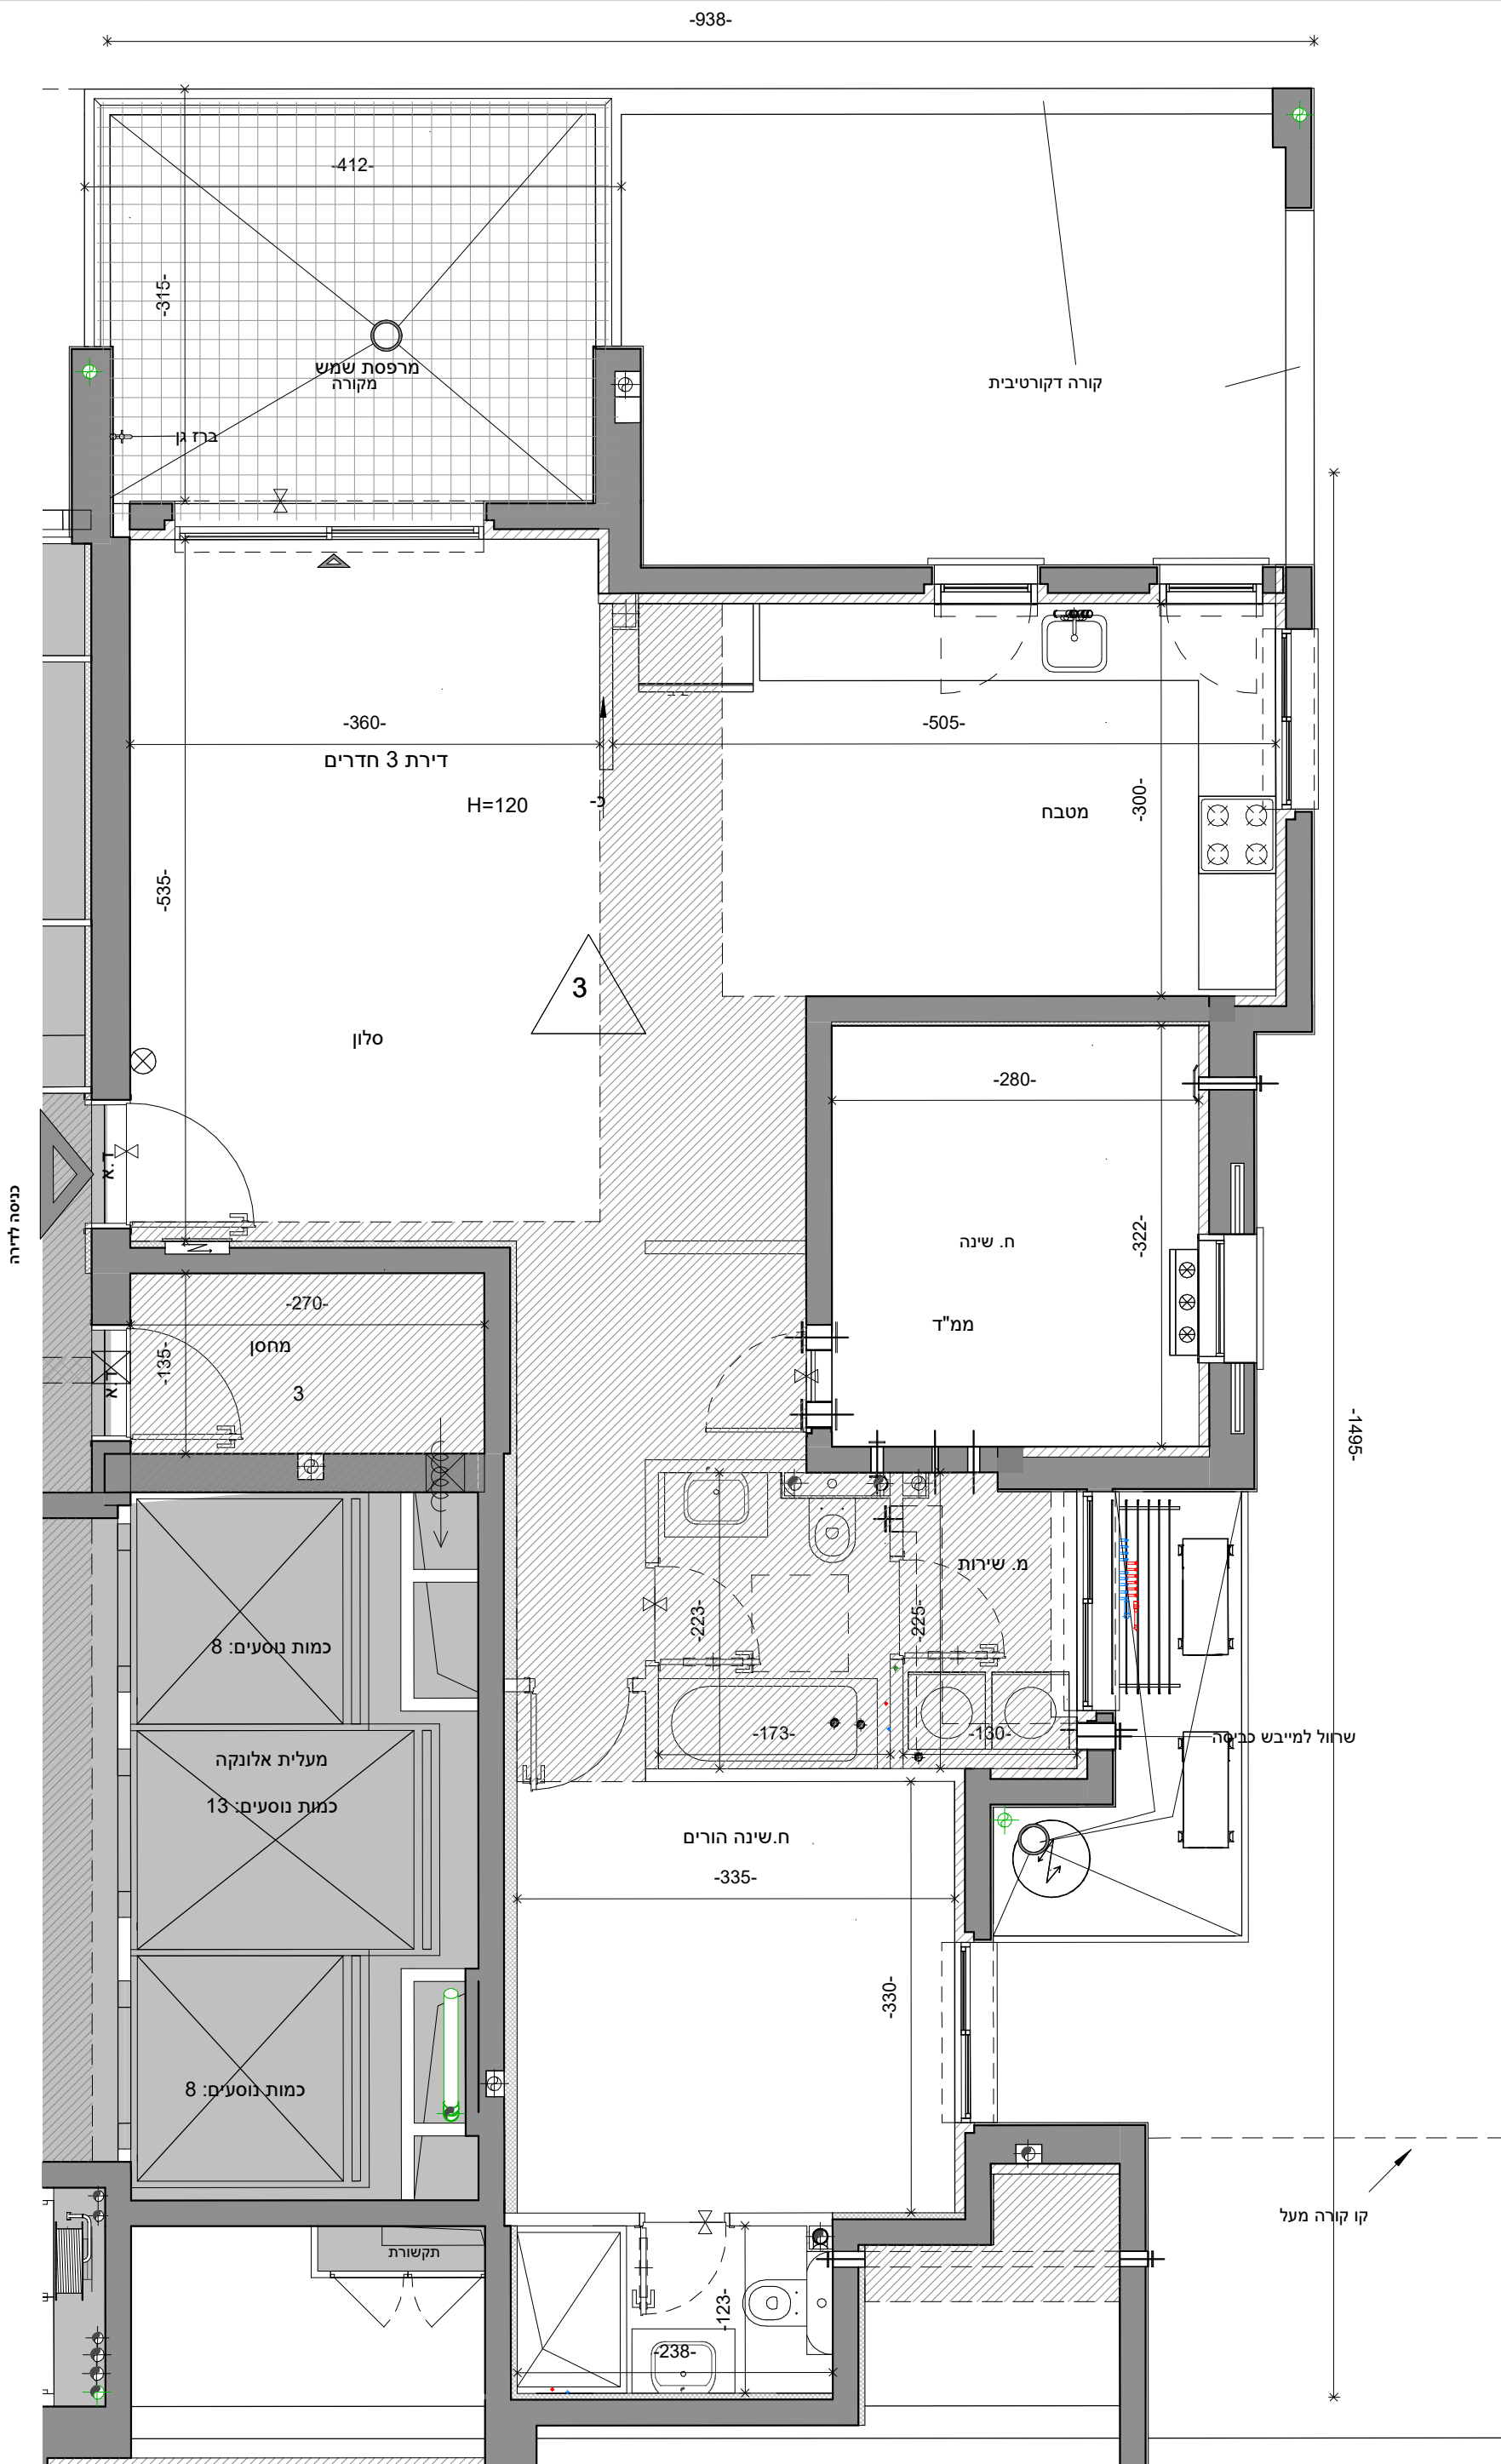 -938-
-412-
-315-
מרפסת שמש
מקורה
ברז גן
קורה דקורטיבית
-360-
-505-
דירת 3 חדרים
H=120
כ-
-300-
מטבח
-535-
3
סלון
-280-
ד.א
כניסה לדירה
-322-
ח. שינה
ממ"ד
-270-
מחסן
-135-
3
ד.א
-1495-
מ. שירות
-223-
-225-
כמות נוסעים: 8
-173-
-130-
שרוול למייבש כביסה
מעלית אלונקה
כמות נוסעים: 13
ח.שינה הורים
-335-
-330-
כמות נוסעים: 8
קו קורה מעל
תקשורת
-123-
-238-